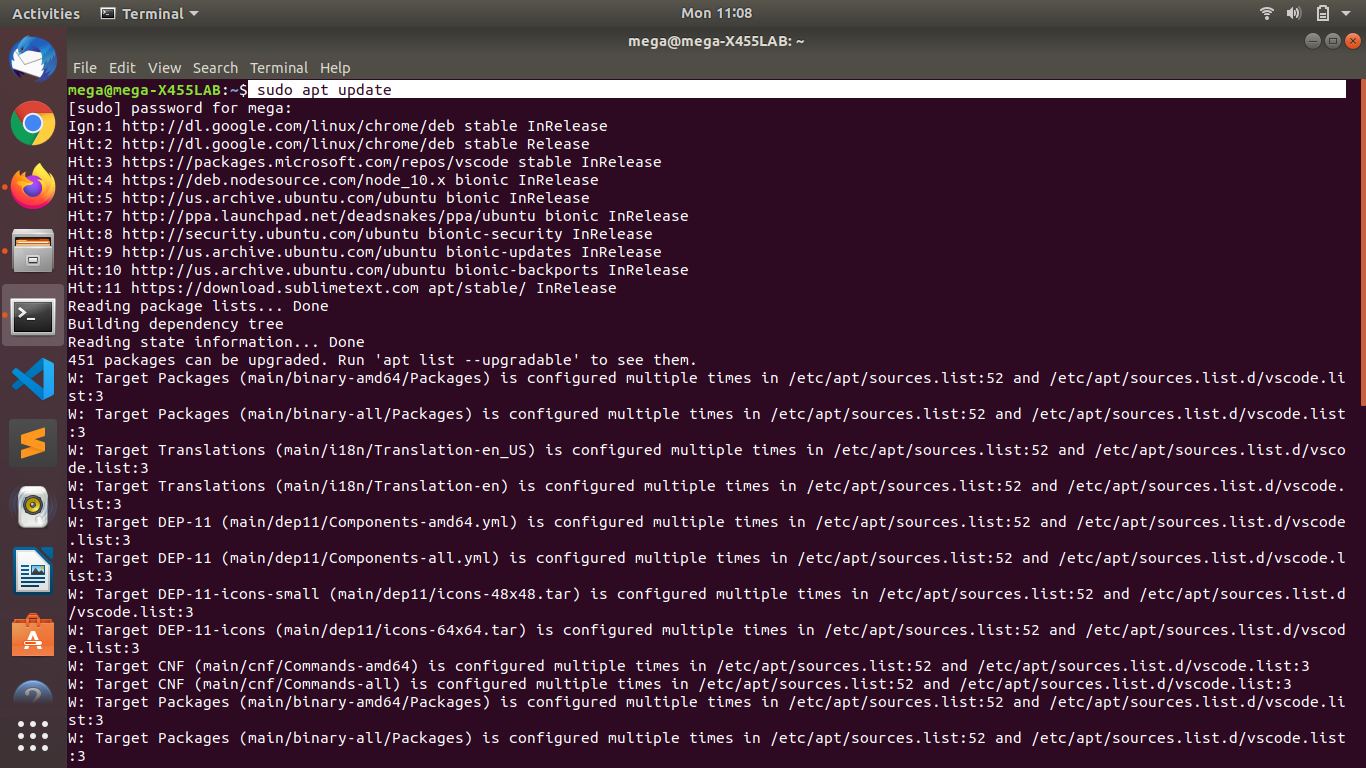 Activities Terminal Mon 11:08
mega@mega-X455LAB: ~
File Edit View Search Terminal Help
mega@mega-X455LAB:~$ sudo apt update
[sudo] password for mega:
Ign:1 http://dl.google.com/linux/chrome/deb stable InRelease
Hit:2 http://dl.google.com/linux/chrome/deb stable Release
Hit:3 https://packages.microsoft.com/repos/vscode stable InRelease
Hit:4 https://deb.nodesource.com/node_10.x bionic InRelease
Hit:5 http://us.archive.ubuntu.com/ubuntu bionic InRelease
Hit:7 http://ppa.launchpad.net/deadsnakes/ppa/ubuntu bionic InRelease
Hit:8 http://security.ubuntu.com/ubuntu bionic-security InRelease
Hit:9 http://us.archive.ubuntu.com/ubuntu bionic-updates InRelease
Hit:10 http://us.archive.ubuntu.com/ubuntu bionic-backports InRelease
Hit:11 https://download.sublimetext.com apt/stable/ InRelease
Reading package lists... Done
Building dependency tree
Reading state information... Done
451 packages can be upgraded. Run 'apt list --upgradable' to see them.
W: Target Packages (main/binary-amd64/Packages) is configured multiple times in /etc/apt/sources.list:52 and /etc/apt/sources.list.d/vscode.li
st:3
W: Target Packages (main/binary-all/Packages) is configured multiple times in /etc/apt/sources.list:52 and /etc/apt/sources.list.d/vscode.list
:3
W: Target Translations (main/i18n/Translation-en_US) is configured multiple times in /etc/apt/sources.list:52 and /etc/apt/sources.list.d/vsco
de.list:3
W: Target Translations (main/i18n/Translation-en) is configured multiple times in /etc/apt/sources.list:52 and /etc/apt/sources.list.d/vscode.
list:3
W: Target DEP-11 (main/dep11/Components-amd64.yml) is configured multiple times in /etc/apt/sources.list:52 and /etc/apt/sources.list.d/vscode
.list:3
W: Target DEP-11 (main/dep11/Components-all.yml) is configured multiple times in /etc/apt/sources.list:52 and /etc/apt/sources.list.d/vscode.l
ist:3
W: Target DEP-11-icons-small (main/dep11/icons-48x48.tar) is configured multiple times in /etc/apt/sources.list:52 and /etc/apt/sources.list.d
/vscode.list:3
W: Target DEP-11-icons (main/dep11/icons-64x64.tar) is configured multiple times in /etc/apt/sources.list:52 and /etc/apt/sources.list.d/vscod
e.list:3
W: Target CNF (main/cnf/Commands-amd64) is configured multiple times in /etc/apt/sources.list:52 and /etc/apt/sources.list.d/vscode.list:3
W: Target CNF (main/cnf/Commands-all) is configured multiple times in /etc/apt/sources.list:52 and /etc/apt/sources.list.d/vscode.list:3
W: Target Packages (main/binary-amd64/Packages) is configured multiple times in /etc/apt/sources.list:52 and /etc/apt/sources.list.d/vscode.li
st:3
W: Target Packages (main/binary-all/Packages) is configured multiple times in /etc/apt/sources.list:52 and /etc/apt/sources.list.d/vscode.list
:3